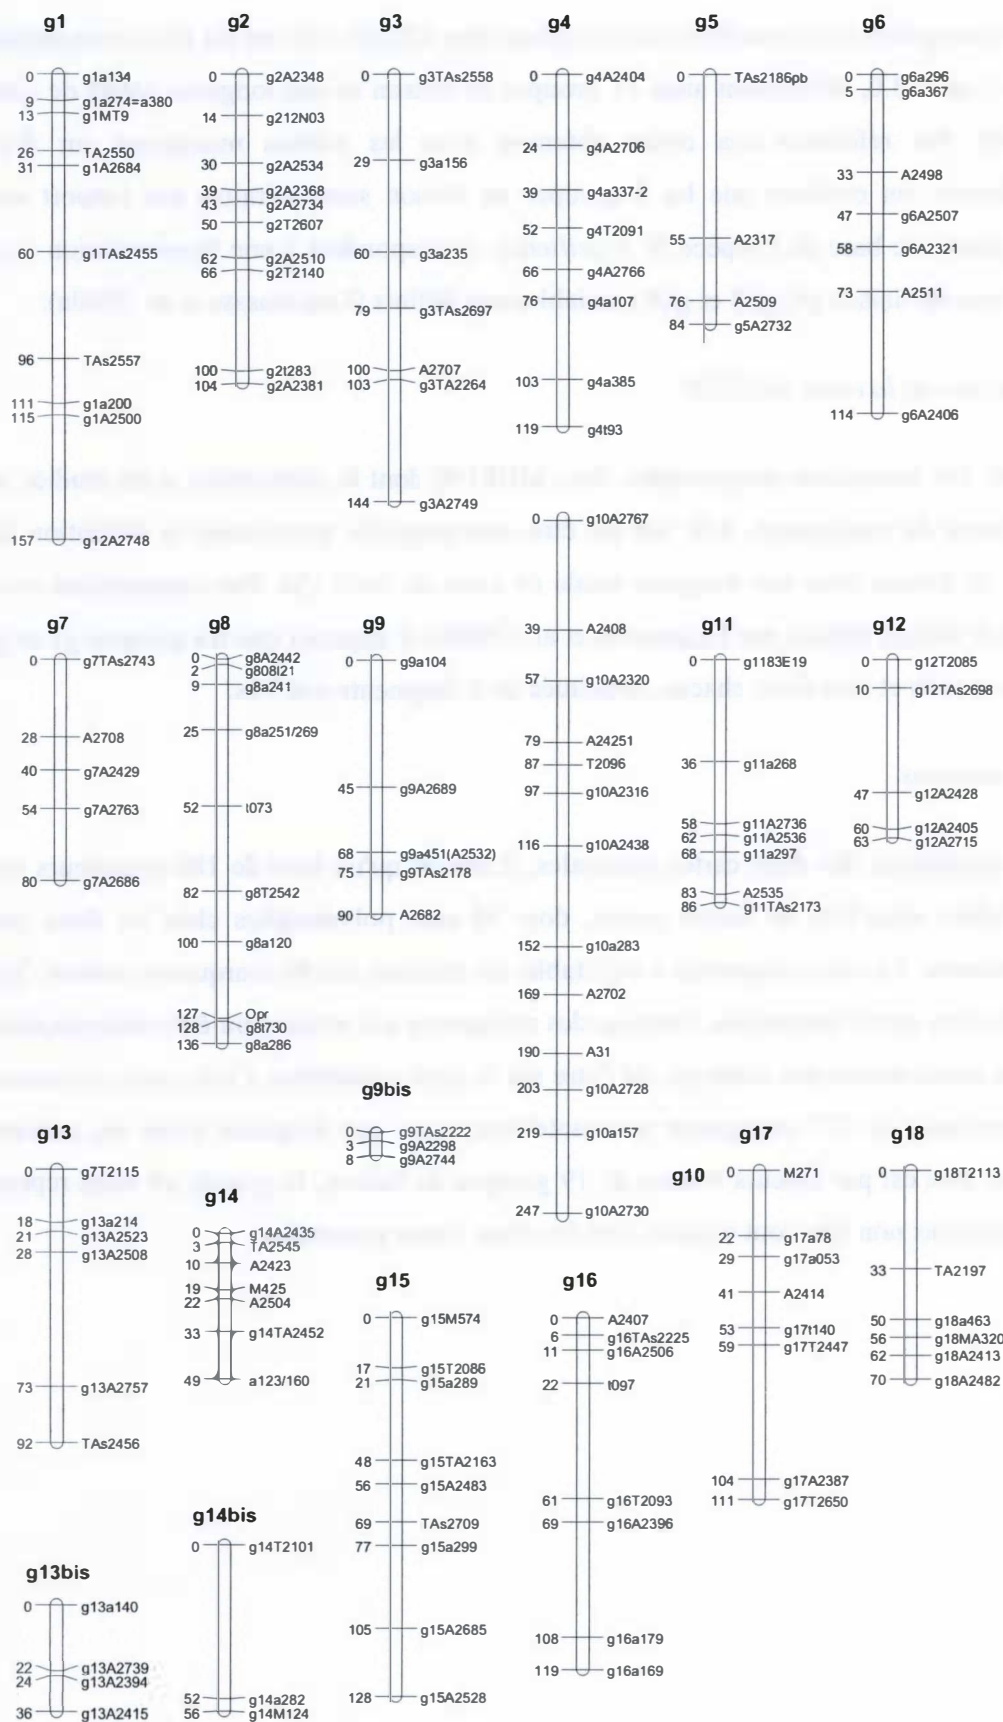 g1
0 g1a134
9 g1a274=a380
13 g1MT9
26 TA2550
31 g1A2684
60 g1TAs2455
96 TAs2557
111 g1a200
115 g1A2500
157 g12A2748
g2
0 g2A2348
14 g212N03
30 g2A2534
39 g2A2368
43 g2A2734
50 g2T2607
62 g2A2510
66 g2T2140
100 g2t283
104 g2A2381
g3
0 g3TAs2558
29 g3a156
60 g3a235
79 g3TAs2697
100 A2707
103 g3TA2264
144 g3A2749
g4
0 g4A2404
24 g4A2706
39 g4a337-2
52 g4T2091
66 g4A2766
76 g4a107
103 g4a385
119 g4t93
g5
0 TAs2186pb
55 A2317
76 A2509
84 g5A2732
g6
0 g6a296
5 g6a367
33 A2498
47 g6A2507
58 g6A2321
73 A2511
114 g6A2406
g7
0 g7TAs2743
28 A2708
40 g7A2429
54 g7A2763
80 g7A2686
g8
0 g8A2442
2 g808I21
9 g8a241
25 g8a251/269
52 t073
82 g8T2542
100 g8a120
127 Opr
128 g8t730
136 g8a286
g9
0 g9a104
45 g9A2689
68 g9a451(A2532)
75 g9TAs2178
90 A2682
g9bis
0 g9TAs2222
3 g9A2298
8 g9A2744
0 g10A2767
39 A2408
57 g10A2320
79 A24251
87 T2096
97 g10A2316
116 g10A2438
152 g10a283
169 A2702
190 A31
203 g10A2728
219 g10a157
247 g10A2730
g10
g11
0 g1183E19
36 g11a268
58 g11A2736
62 g11A2536
68 g11a297
83 A2535
86 g11TAs2173
g12
0 g12T2085
10 g12TAs2698
47 g12A2428
60 g12A2405
63 g12A2715
g13
0 g7T2115
18 g13a214
21 g13A2523
28 g13A2508
73 g13A2757
92 TAs2456
g13bis
0 g13a140
22 g13A2739
24 g13A2394
36 g13A2415
g14
0 g14A2435
3 TA2545
10 A2423
19 M425
22 A2504
33 g14TA2452
49 a123/160
g14bis
0 g14T2101
52 g14a282
56 g14M124
g15
0 g15M574
17 g15T2086
21 g15a289
48 g15TA2163
56 g15A2483
69 TAs2709
77 g15a299
105 g15A2685
128 g15A2528
g16
0 A2407
6 g16TAs2225
11 g16A2506
22 t097
61 g16T2093
69 g16A2396
108 g16a179
119 g16a169
g17
0 M271
22 g17a78
29 g17a053
41 A2414
53 g17t140
59 g17T2447
104 g17A2387
111 g17T2650
g18
0 g18T2113
33 TA2197
50 g18a463
56 g18MA320
62 g18A2413
70 g18A2482